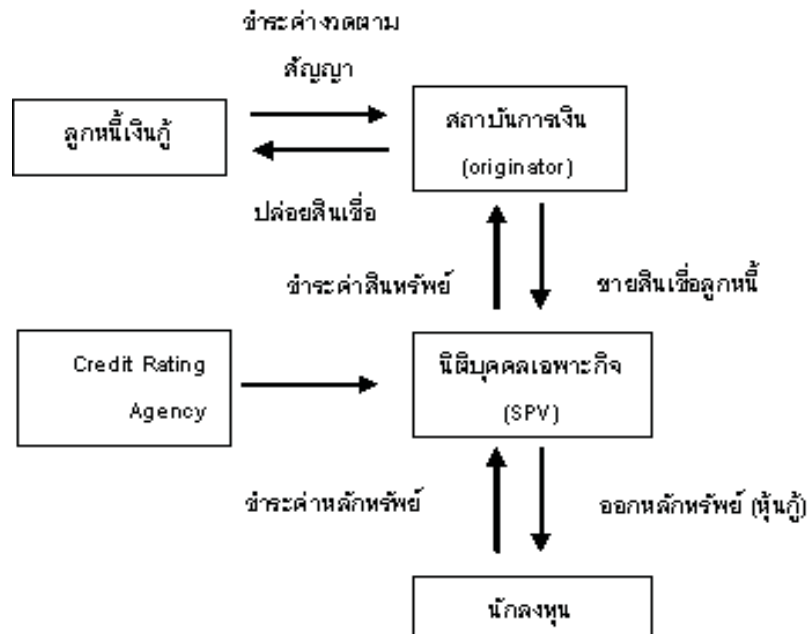 ชำระค่างวดตาม
สัญญา
ลูกหนี้เงินกู้
สถาบันการเงิน
(originator)
ปล่อยสินเชื่อ
ชำระค่าสินทรัพย์
ขายสินเชื่อลูกหนี้
Credit Rating
Agency
นิติบุคคลเฉพาะกิจ
(SPV)
ชำระค่าหลักทรัพย์
ออกหลักทรัพย์ (หุ้นกู้)
นักลงทุน